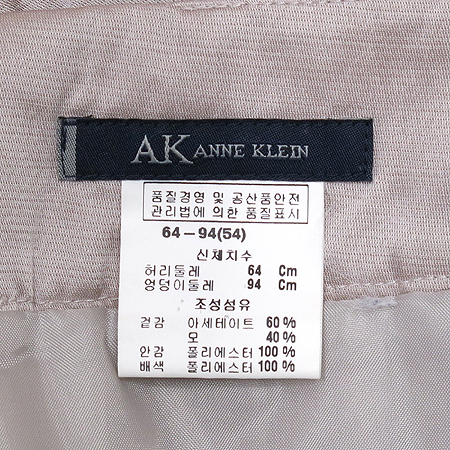 AK ANNE KLEIN
품질경영 및 공산품안전
관리법에 의한 품질표시
64-94(54)
신체치수
허리둘레 64 Cm
엉덩이둘레 94 Cm
조성섬유
겉감 아세테이트 60%
모 40%
안감 폴리에스터 100%
배색 폴리에스터 100%